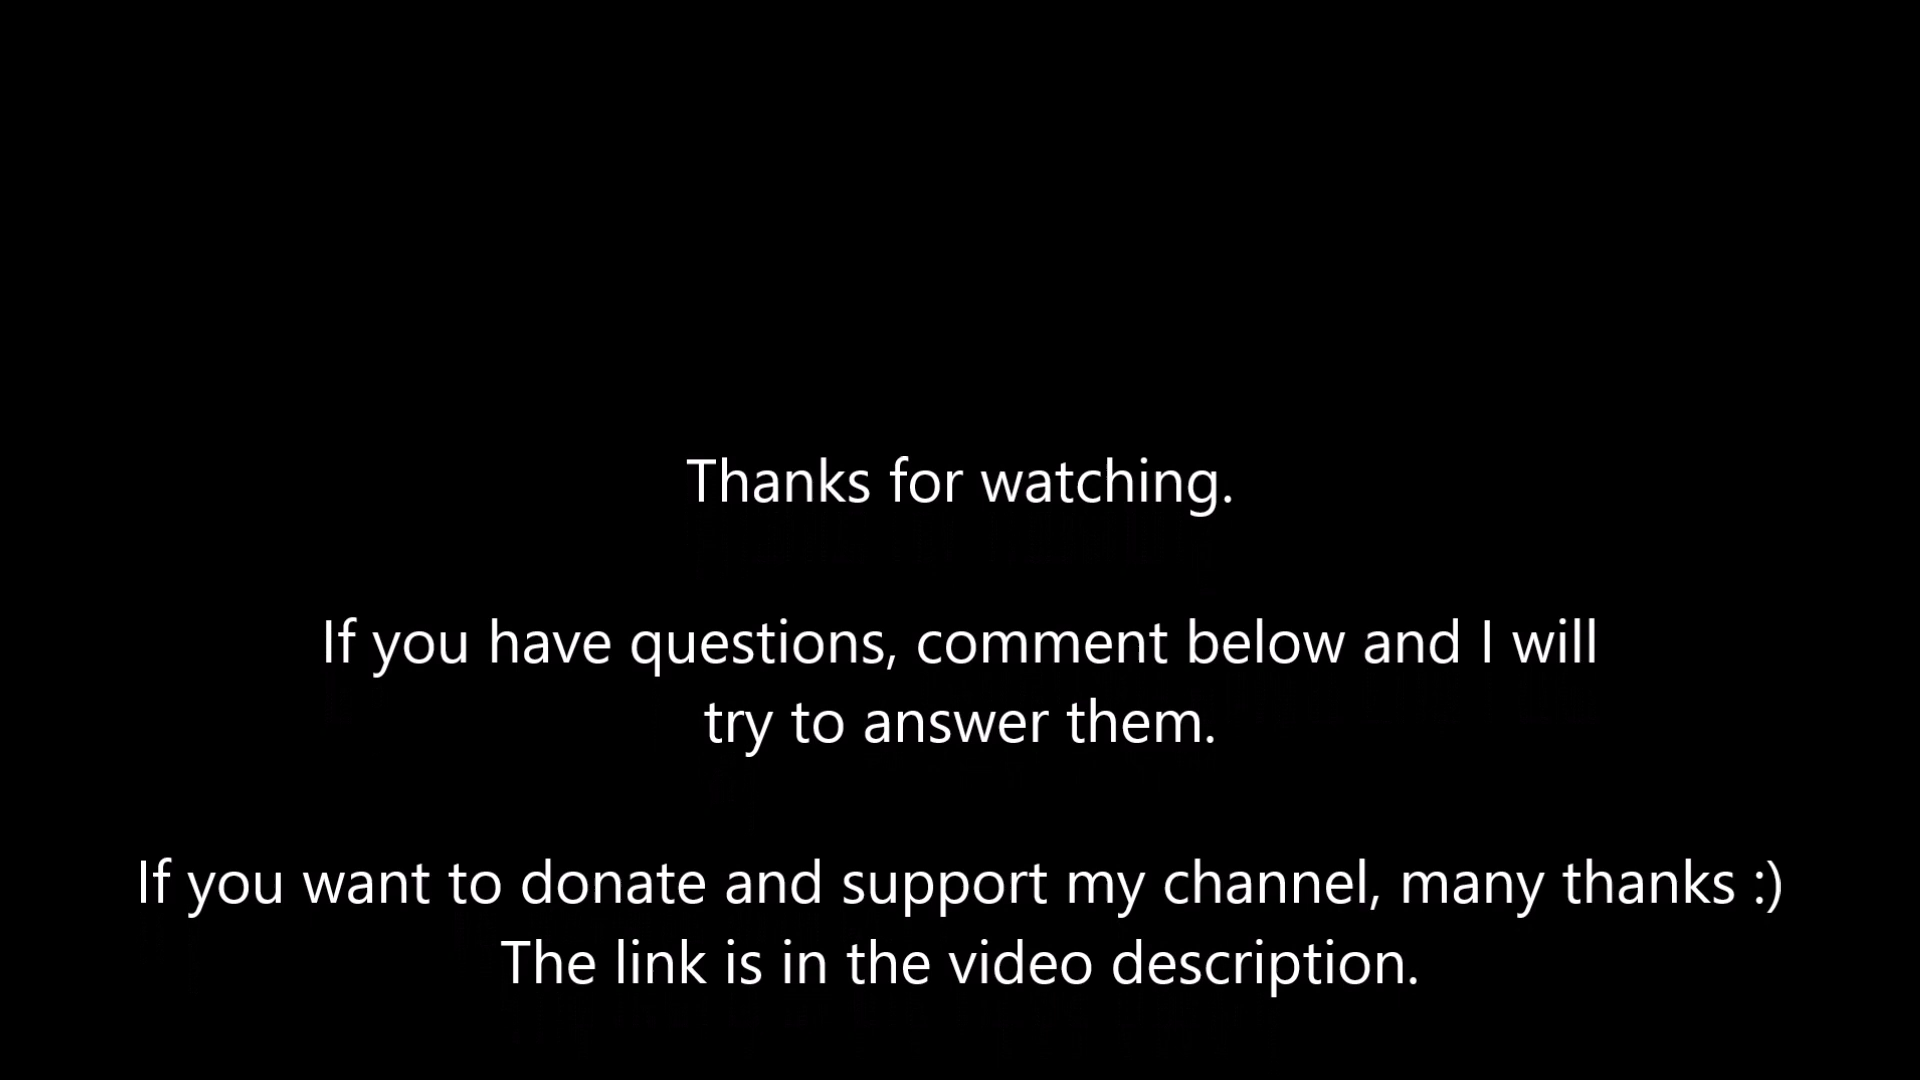 Thanks for watching.
If you have questions, comment below and I will
try to answer them.
If you want to donate and support my channel, many thanks :)
The link is in the video description.